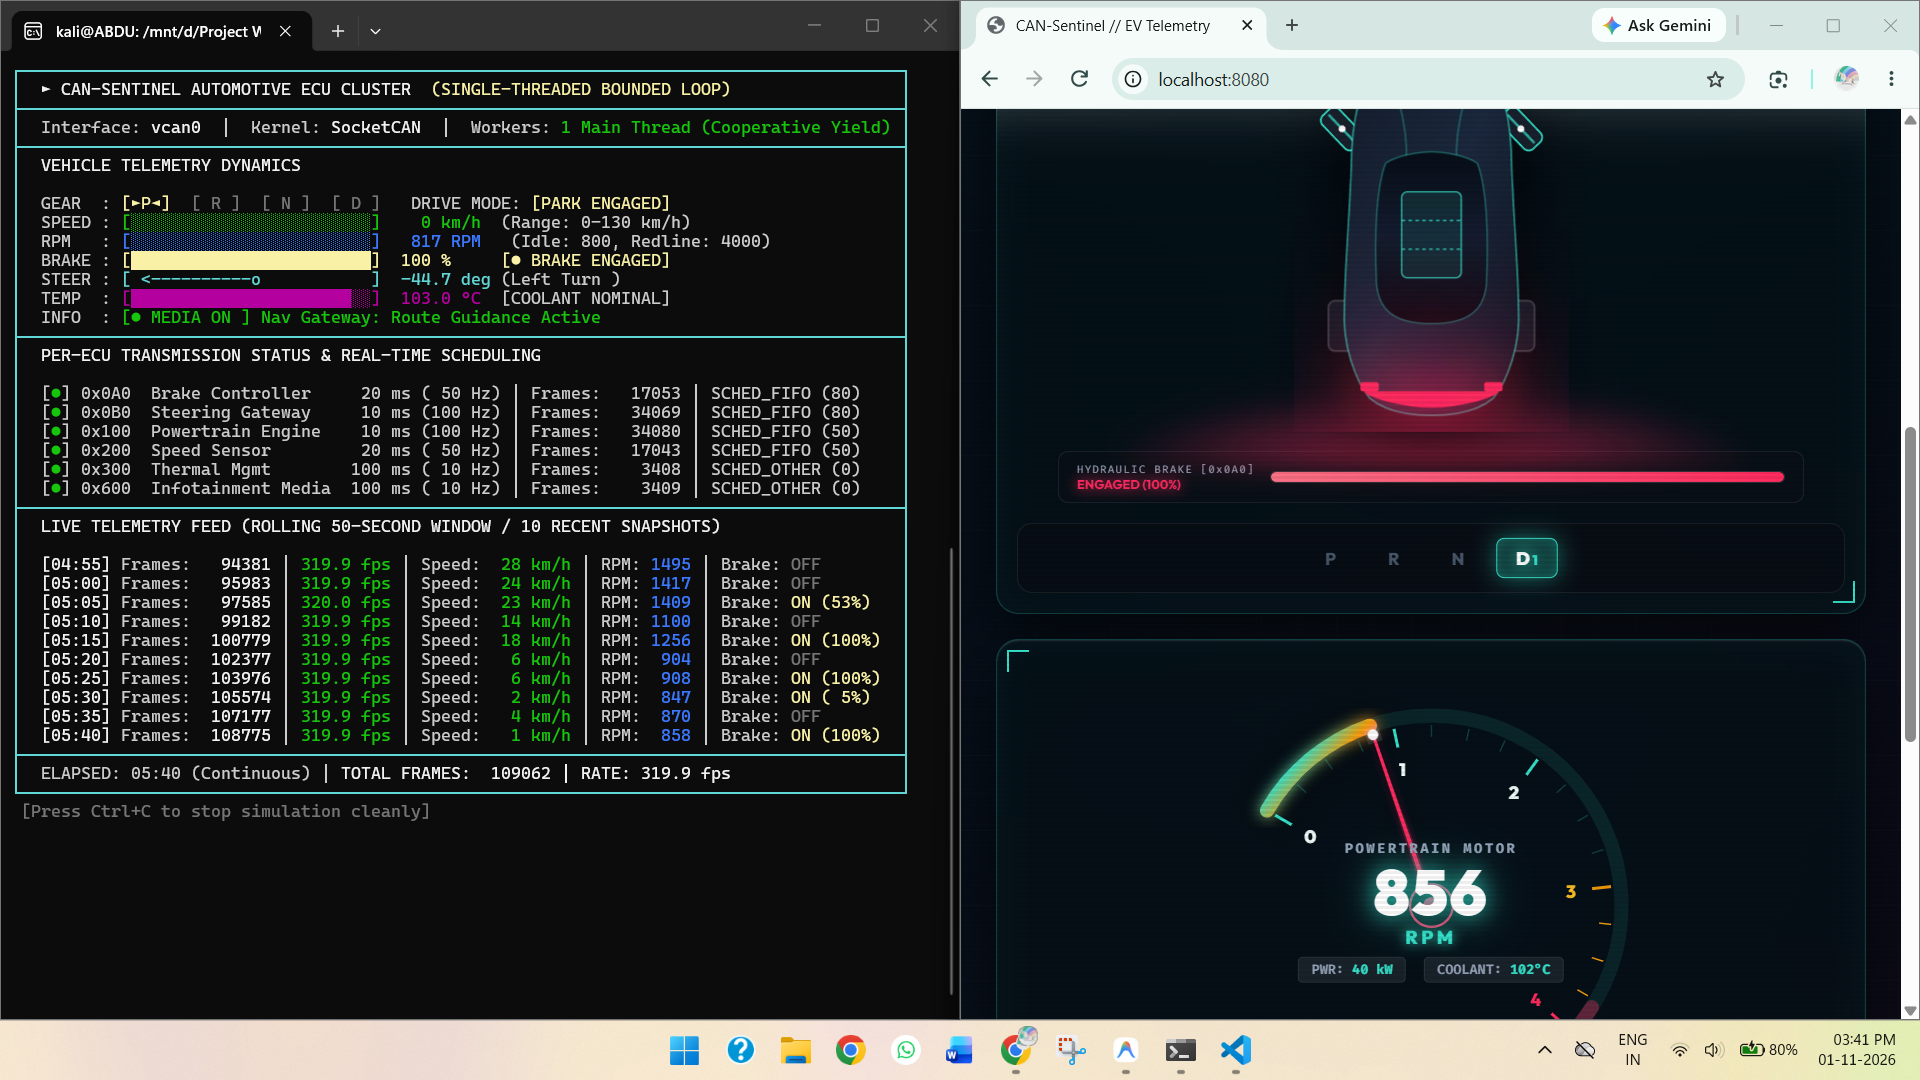 kali@ABDU: /mnt/d/Project W
► CAN-SENTINEL AUTOMOTIVE ECU CLUSTER (SINGLE-THREADED BOUNDED LOOP)
Interface: vcan0 | Kernel: SocketCAN | Workers: 1 Main Thread (Cooperative Yield)
VEHICLE TELEMETRY DYNAMICS
GEAR : [►P◄] [ R ] [ N ] [ D ] DRIVE MODE: [PARK ENGAGED]
SPEED : [ ] 0 km/h (Range: 0-130 km/h)
RPM : [ ] 817 RPM (Idle: 800, Redline: 4000)
BRAKE : [ ] 100 % [● BRAKE ENGAGED]
STEER : [ <-----------o ] -44.7 deg (Left Turn )
TEMP : [ ] 103.0 °C [COOLANT NOMINAL]
INFO : [● MEDIA ON ] Nav Gateway: Route Guidance Active
PER-ECU TRANSMISSION STATUS & REAL-TIME SCHEDULING
[●] 0x0A0 Brake Controller 20 ms ( 50 Hz) | Frames: 17053 | SCHED_FIFO (80)
[●] 0x0B0 Steering Gateway 10 ms (100 Hz) | Frames: 34069 | SCHED_FIFO (80)
[●] 0x100 Powertrain Engine 10 ms (100 Hz) | Frames: 34080 | SCHED_FIFO (50)
[●] 0x200 Speed Sensor 20 ms ( 50 Hz) | Frames: 17043 | SCHED_FIFO (50)
[●] 0x300 Thermal Mgmt 100 ms ( 10 Hz) | Frames: 3408 | SCHED_OTHER (0)
[●] 0x600 Infotainment Media 100 ms ( 10 Hz) | Frames: 3409 | SCHED_OTHER (0)
LIVE TELEMETRY FEED (ROLLING 50-SECOND WINDOW / 10 RECENT SNAPSHOTS)
[04:55] Frames: 94381 | 319.9 fps | Speed: 28 km/h | RPM: 1495 | Brake: OFF
[05:00] Frames: 95983 | 319.9 fps | Speed: 24 km/h | RPM: 1417 | Brake: OFF
[05:05] Frames: 97585 | 320.0 fps | Speed: 23 km/h | RPM: 1409 | Brake: ON (53%)
[05:10] Frames: 99182 | 319.9 fps | Speed: 14 km/h | RPM: 1100 | Brake: OFF
[05:15] Frames: 100779 | 319.9 fps | Speed: 18 km/h | RPM: 1256 | Brake: ON (100%)
[05:20] Frames: 102377 | 319.9 fps | Speed: 6 km/h | RPM: 904 | Brake: OFF
[05:25] Frames: 103976 | 319.9 fps | Speed: 6 km/h | RPM: 908 | Brake: ON (100%)
[05:30] Frames: 105574 | 319.9 fps | Speed: 2 km/h | RPM: 847 | Brake: ON ( 5%)
[05:35] Frames: 107177 | 319.9 fps | Speed: 4 km/h | RPM: 870 | Brake: OFF
[05:40] Frames: 108775 | 319.9 fps | Speed: 1 km/h | RPM: 858 | Brake: ON (100%)
ELAPSED: 05:40 (Continuous) | TOTAL FRAMES: 109062 | RATE: 319.9 fps
[Press Ctrl+C to stop simulation cleanly]
CAN-Sentinel // EV Telemetry
Ask Gemini
localhost:8080
HYDRAULIC BRAKE [0x0A0]
ENGAGED (100%)
P R N D1
0
1
2
3
4
POWERTRAIN MOTOR
856
RPM
PWR: 40 kW COOLANT: 102°C
ENG
IN
80%
03:41 PM
01-11-2026